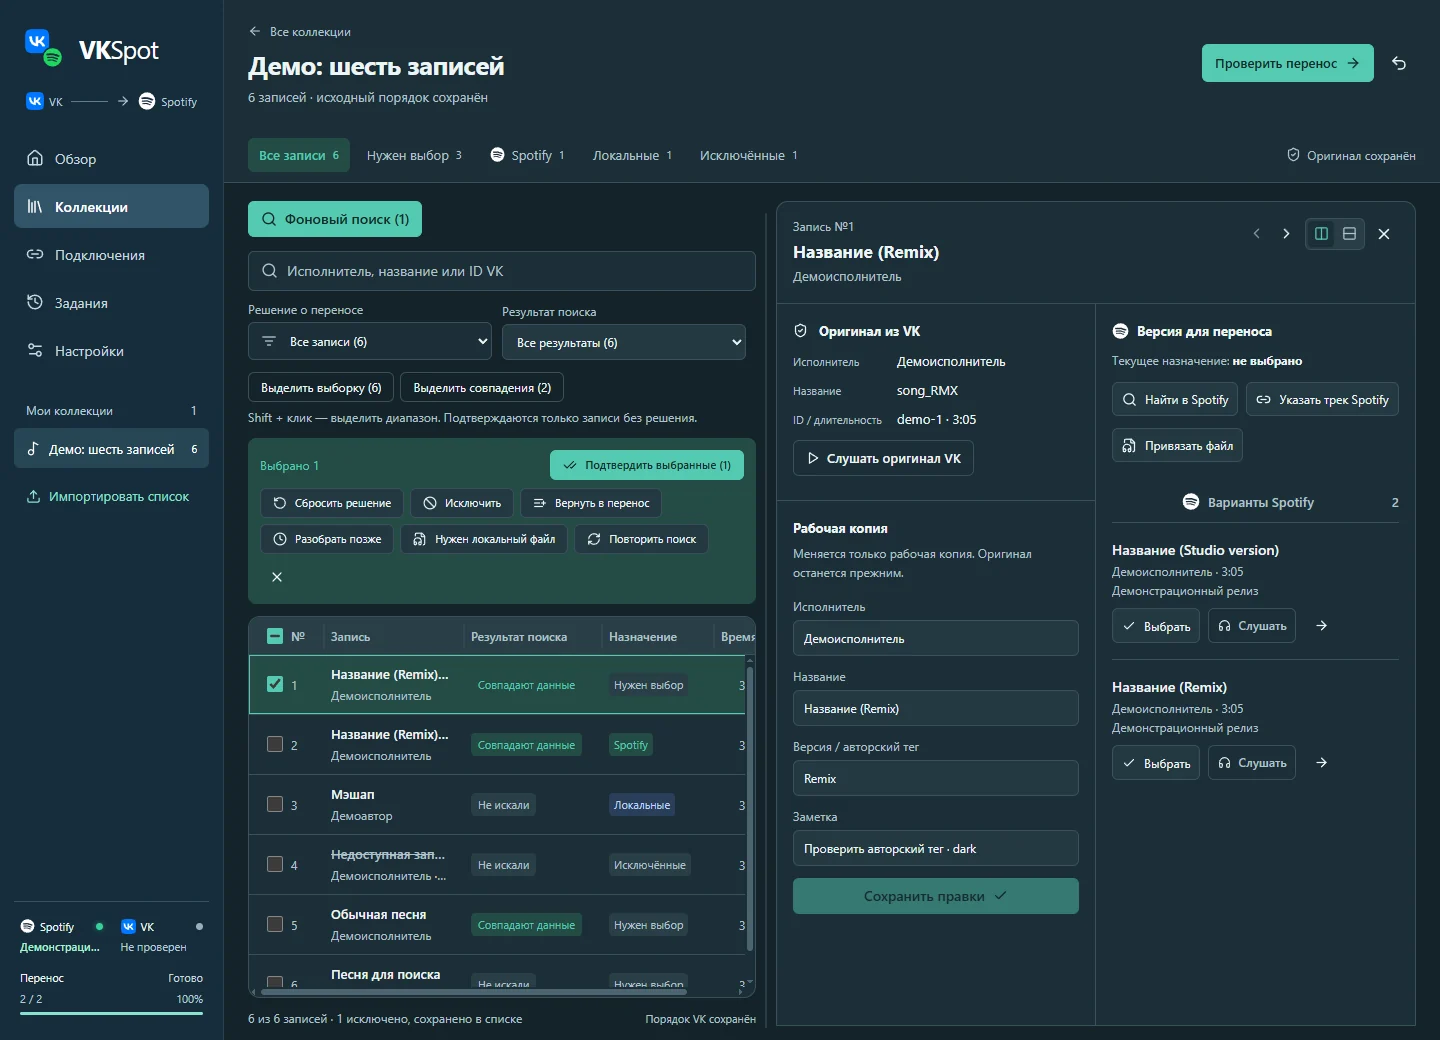 VKSpot
VK
Spotify
Обзор
Коллекции
Подключения
Задания
Настройки
Мои коллекции 1
Демо: шесть записей 6
Импортировать список
Spotify
Демонстраци...
VK
Не проверен
Перенос Готово
2 / 2 100%
Все коллекции
Демо: шесть записей
6 записей · исходный порядок сохранён
Проверить перенос
Все записи 6
Нужен выбор 3
Spotify 1
Локальные 1
Исключённые 1
Оригинал сохранён
Фоновый поиск (1)
Исполнитель, название или ID VK
Решение о переносе
Все записи (6)
Результат поиска
Все результаты (6)
Выделить выборку (6)
Выделить совпадения (2)
Shift + клик — выделить диапазон. Подтверждаются только записи без решения.
Выбрано 1
Подтвердить выбранные (1)
Сбросить решение
Исключить
Вернуть в перенос
Разобрать позже
Нужен локальный файл
Повторить поиск
№ Запись Результат поиска Назначение Время
1 Название (Remix)... Совпадают данные Нужен выбор 3
Демоисполнитель
2 Название (Remix)... Совпадают данные Spotify 3
Демоисполнитель
3 Мэшап Не искали Локальные 3
Демоавтор
4 Недоступная зап... Не искали Исключённые 3
Демоисполнитель ·...
5 Обычная песня Совпадают данные Нужен выбор 3
Демоисполнитель
6 Песня для поиска Не искали Нужен выбор 3
6 из 6 записей · 1 исключено, сохранено в списке
Порядок VK сохранён
Запись №1
Название (Remix)
Демоисполнитель
Оригинал из VK
Исполнитель Демоисполнитель
Название song_RMX
ID / длительность demo-1 · 3:05
Слушать оригинал VK
Рабочая копия
Меняется только рабочая копия. Оригинал
останется прежним.
Исполнитель
Демоисполнитель
Название
Название (Remix)
Версия / авторский тег
Remix
Заметка
Проверить авторский тег · dark
Сохранить правки
Версия для переноса
Текущее назначение: не выбрано
Найти в Spotify
Указать трек Spotify
Привязать файл
Варианты Spotify 2
Название (Studio version)
Демоисполнитель · 3:05
Демонстрационный релиз
Выбрать
Слушать
Название (Remix)
Демоисполнитель · 3:05
Демонстрационный релиз
Выбрать
Слушать